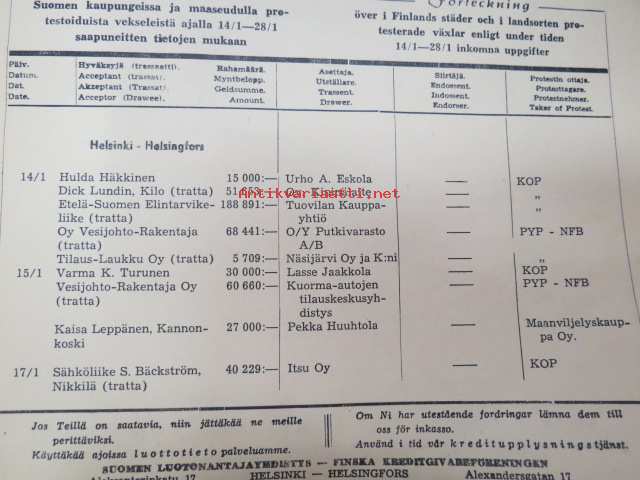 Suomen kaupungeissa ja maaseudulla pro-
testoiduista vekseleistä ajalla 14/1—28/1
saapuneitten tietojen mukaan
Förteckning
över i Finlands städer och i landsorten pro-
testerade växlar enligt under tiden
14/1—28/1 inkomna uppgifter
Päiv. Hyväksyjä (trassatti). Rahamäärä. Asettaja. Siirtäjä. Protestin ottaja.
Datum. Acceptant (trassat). Myntbelopp. Utställare. Endossent. Protesttagare.
Dat. Akzeptant (Trassat). Geldsumme. Trassent. Indossent. Protestnehmer.
Date. Acceptor (Drawee). Amount. Drawer. Endorser. Taker of Protest.
Helsinki - Helsingfors
14/1 Hulda Häkkinen 15 000:— Urho A. Eskola — KOP
Dick Lundin, Kilo (tratta) — „
Antikvariaatti.net
Etelä-Suomen Elintarvike- 188 891:— Tuovilan Kauppa- — „
liike (tratta) yhtiö
Oy Vesijohto-Rakentaja 68 441:— O/Y Putkivarasto — PYP - NFB
(tratta) A/B
Tilaus-Laukku Oy (tratta) 5 709:— Näsijärvi Oy ja K:ni — „
15/1 Varma K. Turunen 30 000:— Lasse Jaakkola — KOP
Vesijohto-Rakentaja Oy 60 660:— Kuorma-autojen — PYP - NFB
(tratta) tilauskeskusyh-
distys
Kaisa Leppänen, Kannon- 27 000:— Pekka Huuhtola — Maanviljelyskaup-
koski pa Oy.
17/1 Sähköliike S. Bäckström, 40 229:— Itsu Oy — KOP
Nikkilä (tratta)
Jos Teillä on saatavia, niin jättäkää ne meille
perittäviksi.
Käyttäkää ajoissa luottotieto palveluamme.
Om Ni har utestående fordringar lämna dem till
oss för inkasso.
Använd i tid vår kreditupplysningstjänst.
SUOMEN LUOTONANTAJAYHDISTYS — FINSKA KREDITGIVAREFÖRENINGEN
Aleksanterinkatu 17 HELSINKI — HELSINGFORS Alexandersgatan 17